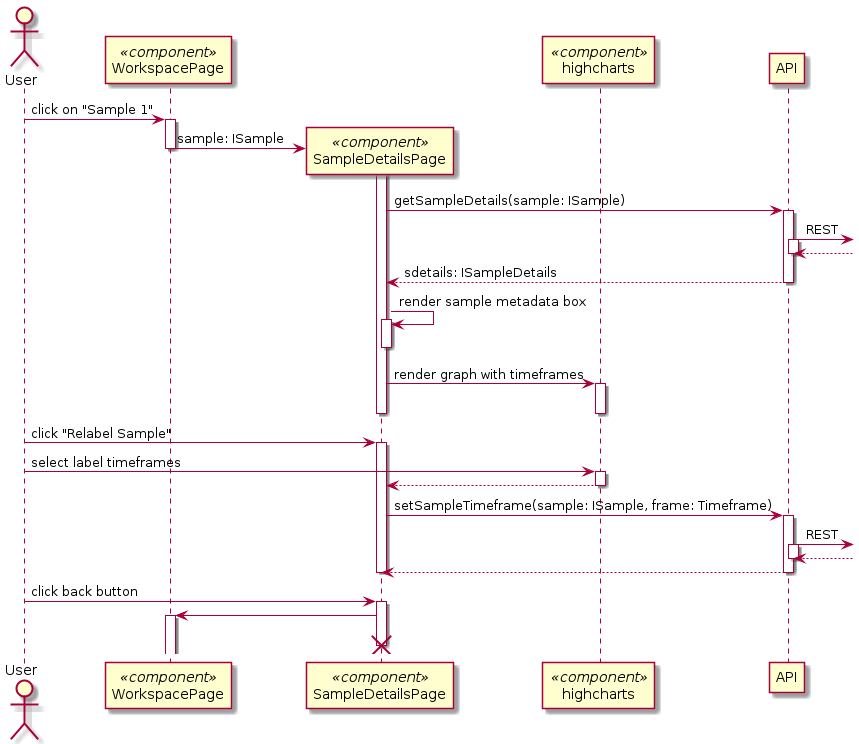 User
«component»
WorkspacePage
«component»
highcharts
API
click on "Sample 1"
sample: ISample
«component»
SampleDetailsPage
getSampleDetails(sample: ISample)
REST
sdetails: ISampleDetails
render sample metadata box
render graph with timeframes
click "Relabel Sample"
select label timeframes
setSampleTimeframe(sample: ISample, frame: Timeframe)
REST
click back button
User
«component»
WorkspacePage
«component»
SampleDetailsPage
«component»
highcharts
API